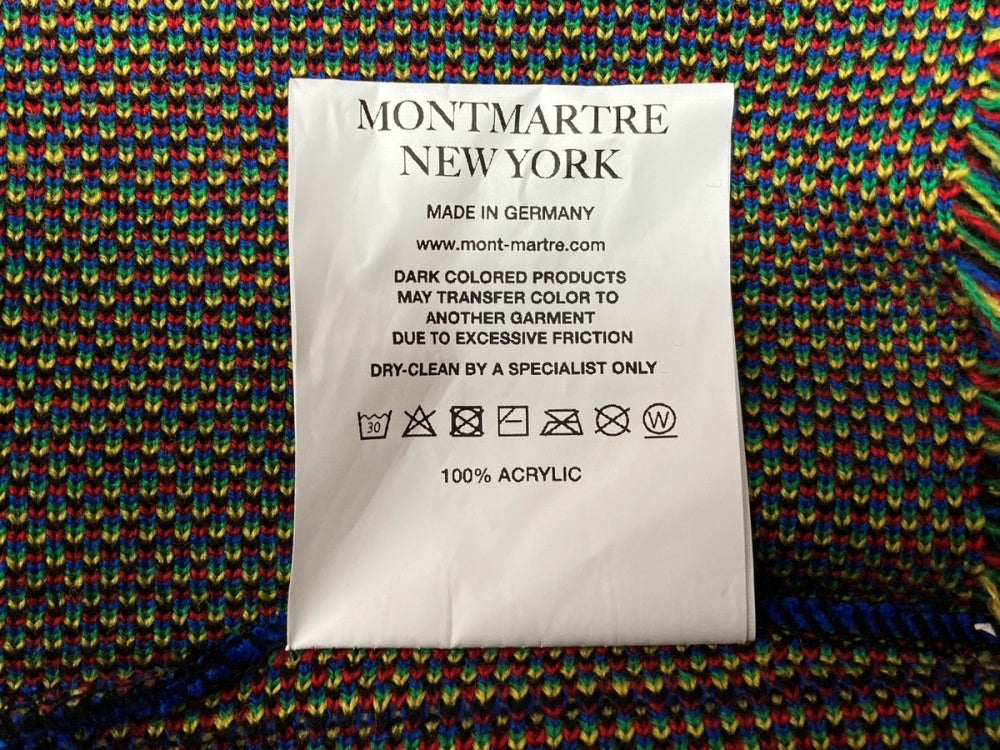 MONTMARTRE
NEW YORK
MADE IN GERMANY
www.mont-martre.com
DARK COLORED PRODUCTS
MAY TRANSFER COLOR TO
ANOTHER GARMENT
DUE TO EXCESSIVE FRICTION
DRY-CLEAN BY A SPECIALIST ONLY
30 W
100% ACRYLIC